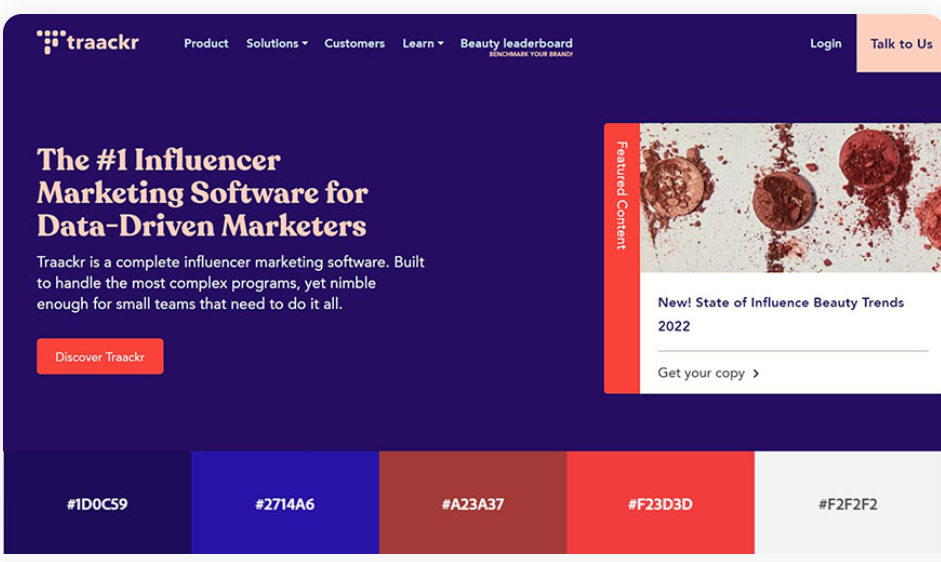 traackr
Product Solutions Customers Learn Beauty leaderboard
BENCHMARK YOUR BRAND!
Login Talk to Us
The #1 Influencer
Marketing Software for
Data-Driven Marketers
Traackr is a complete influencer marketing software. Built
to handle the most complex programs, yet nimble
enough for small teams that need to do it all.
Discover Traackr
Featured Content
New! State of Influence Beauty Trends
2022
Get your copy
#1D0C59 #2714A6 #A23A37 #F23D3D #F2F2F2